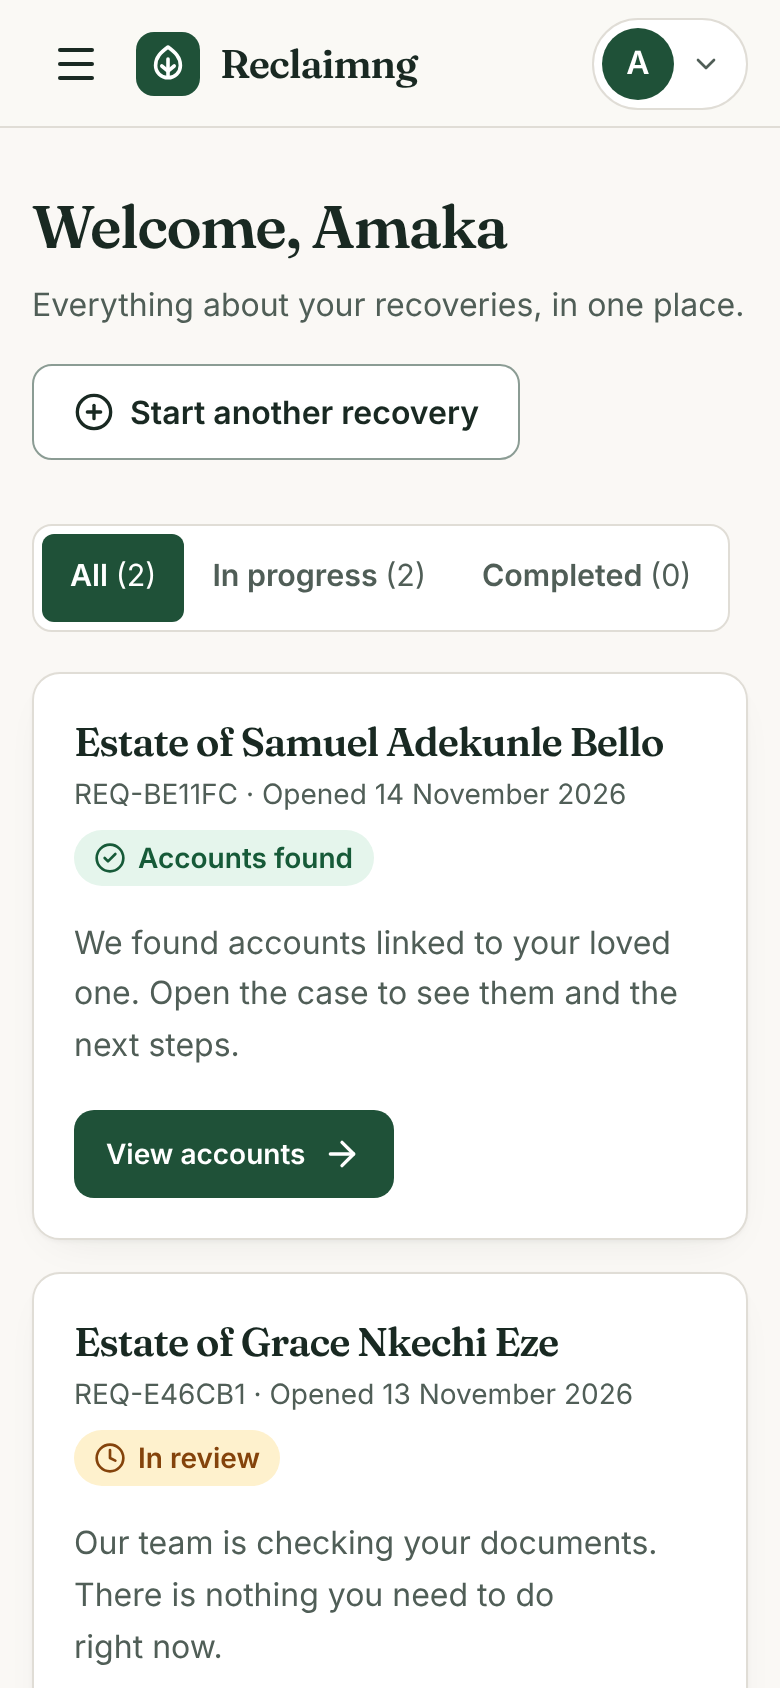 Reclaimng
A
Welcome, Amaka
Everything about your recoveries, in one place.
Start another recovery
All (2)
In progress (2)
Completed (0)
Estate of Samuel Adekunle Bello
REQ-BE11FC · Opened 14 November 2026
Accounts found
We found accounts linked to your loved
one. Open the case to see them and the
next steps.
View accounts
Estate of Grace Nkechi Eze
REQ-E46CB1 · Opened 13 November 2026
In review
Our team is checking your documents.
There is nothing you need to do
right now.